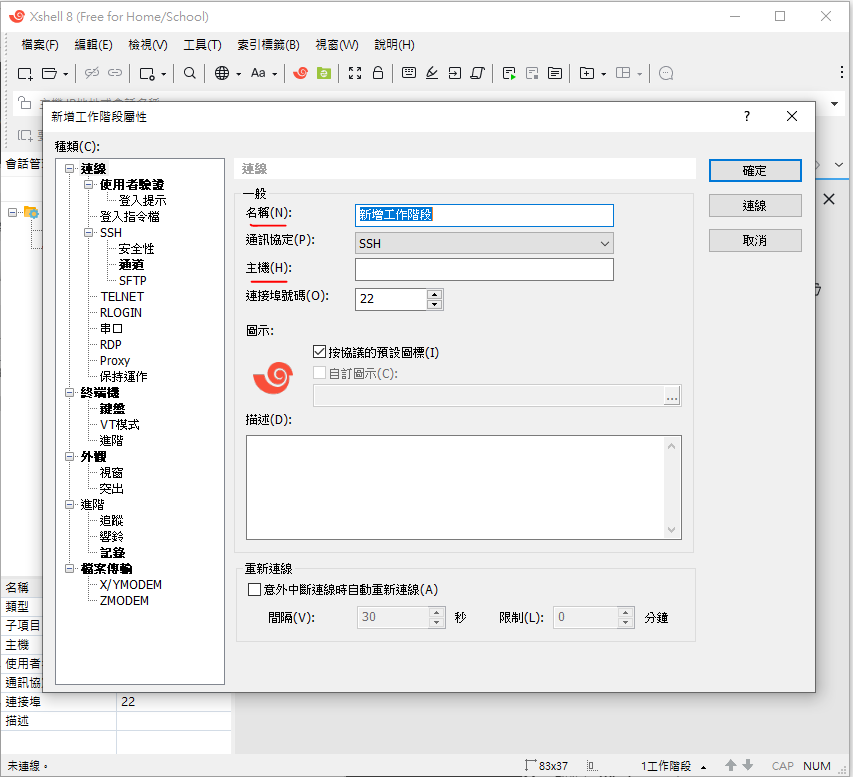 Xshell 8 (Free for Home/School)
檔案(F) 編輯(E) 檢視(V) 工具(T) 索引標籤(B) 視窗(W) 說明(H)
Aa
新增工作階段屬性
?
種類(C):
會話管
連線
使用者驗證
登入提示
登入指令檔
SSH
安全性
通道
SFTP
TELNET
RLOGIN
串口
RDP
Proxy
保持運作
終端機
鍵盤
VT模式
進階
外觀
視窗
突出
進階
追蹤
響鈴
記錄
檔案傳輸
X/YMODEM
ZMODEM
連線
一般
名稱(N): 新增工作階段
通訊協定(P): SSH
主機(H):
連接埠號碼(O): 22
圖示:
按協議的預設圖標(I)
自訂圖示(C):
...
描述(D):
重新連線
意外中斷連線時自動重新連線(A)
間隔(V): 30 秒 限制(L): 0 分鐘
確定
連線
取消
名稱
類型
子項目
主機
使用者
通訊協
連接埠 22
描述
未連線。 83x37 1工作階段 CAP NUM